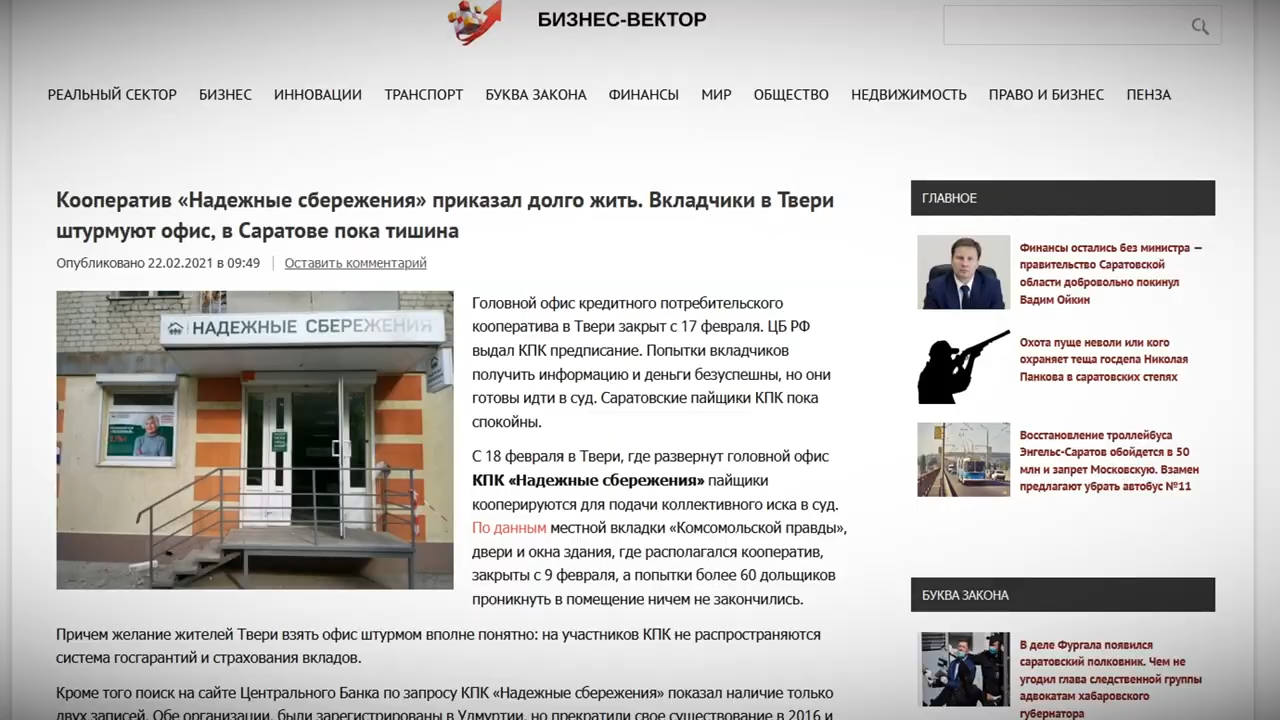 БИЗНЕС-ВЕКТОР
РЕАЛЬНЫЙ СЕКТОР БИЗНЕС ИННОВАЦИИ ТРАНСПОРТ БУКВА ЗАКОНА ФИНАНСЫ МИР ОБЩЕСТВО НЕДВИЖИМОСТЬ ПРАВО И БИЗНЕС ПЕНЗА
Кооператив «Надежные сбережения» приказал долго жить. Вкладчики в Твери
штурмуют офис, в Саратове пока тишина
Опубликовано 22.02.2021 в 09:49 Оставить комментарий
НАДЕЖНЫЕ СБЕРЕЖЕНИЯ
Головной офис кредитного потребительского
кооператива в Твери закрыт с 17 февраля. ЦБ РФ
выдал КПК предписание. Попытки вкладчиков
получить информацию и деньги безуспешны, но они
готовы идти в суд. Саратовские пайщики КПК пока
спокойны.
С 18 февраля в Твери, где развернут головной офис
КПК «Надежные сбережения» пайщики
кооперируются для подачи коллективного иска в суд.
По данным местной вкладки «Комсомольской правды»,
двери и окна здания, где располагался кооператив,
закрыты с 9 февраля, а попытки более 60 дольщиков
проникнуть в помещение ничем не закончились.
Причем желание жителей Твери взять офис штурмом вполне понятно: на участников КПК не распространяются
система госгарантий и страхования вкладов.
Кроме того поиск на сайте Центрального Банка по запросу КПК «Надежные сбережения» показал наличие только
двух записей. Обе организации, были зарегистрированы в Удмуртии, но прекратили свое существование в 2016 и
ГЛАВНОЕ
Финансы остались без министра —
правительство Саратовской
области добровольно покинул
Вадим Ойкин
Охота пуще неволи или кого
охраняет теща госдепа Николая
Панкова в саратовских степях
Восстановление троллейбуса
Энгельс-Саратов обойдется в 50
млн и запрет Московскую. Взамен
предлагают убрать автобус №11
БУКВА ЗАКОНА
В деле Фургала появился
саратовский полковник. Чем не
угодил глава следственной группы
адвокатам хабаровского
губернатора